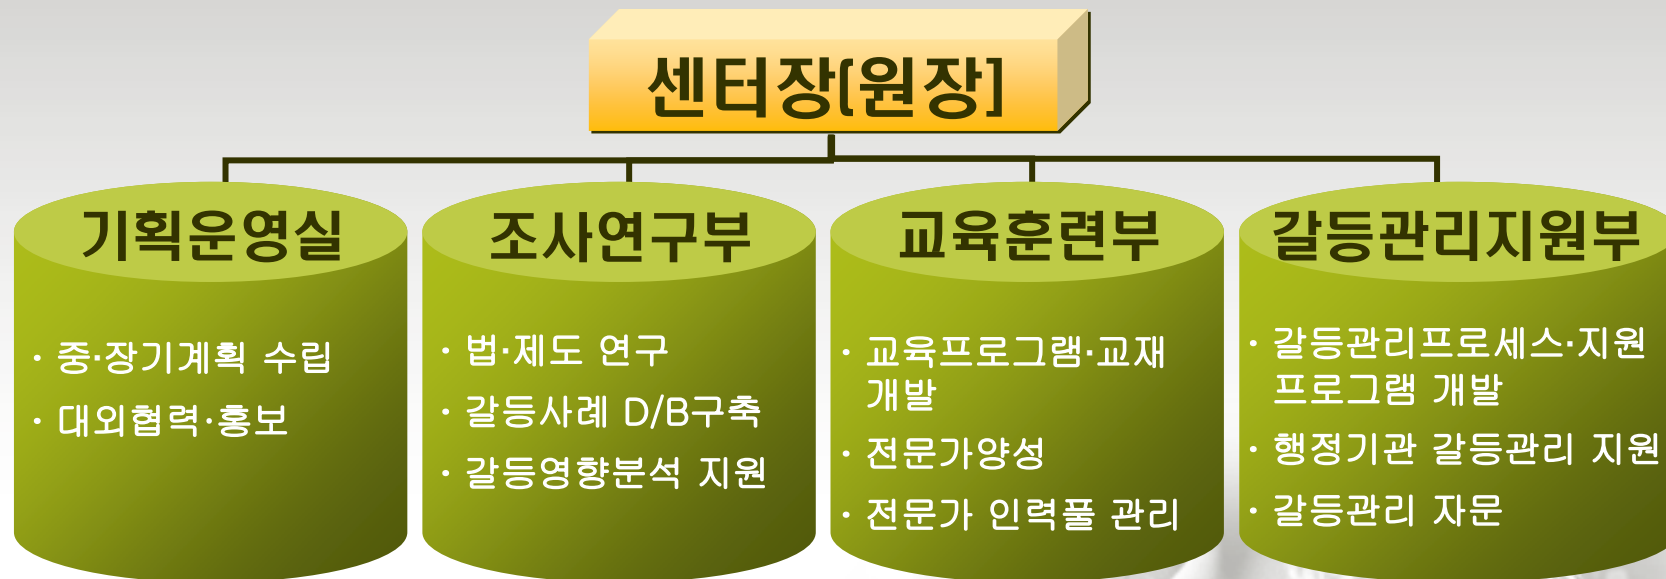 센터장(원장]
기획운영실
· 중·장기계획 수립
· 대외협력·홍보
조사연구부
· 법·제도 연구
· 갈등사례 D/B구축
· 갈등영향분석 지원
교육훈련부
· 교육프로그램·교재
개발
· 전문가양성
· 전문가 인력풀 관리
갈등관리지원부
· 갈등관리프로세스·지원
프로그램 개발
· 행정기관 갈등관리 지원
· 갈등관리 자문